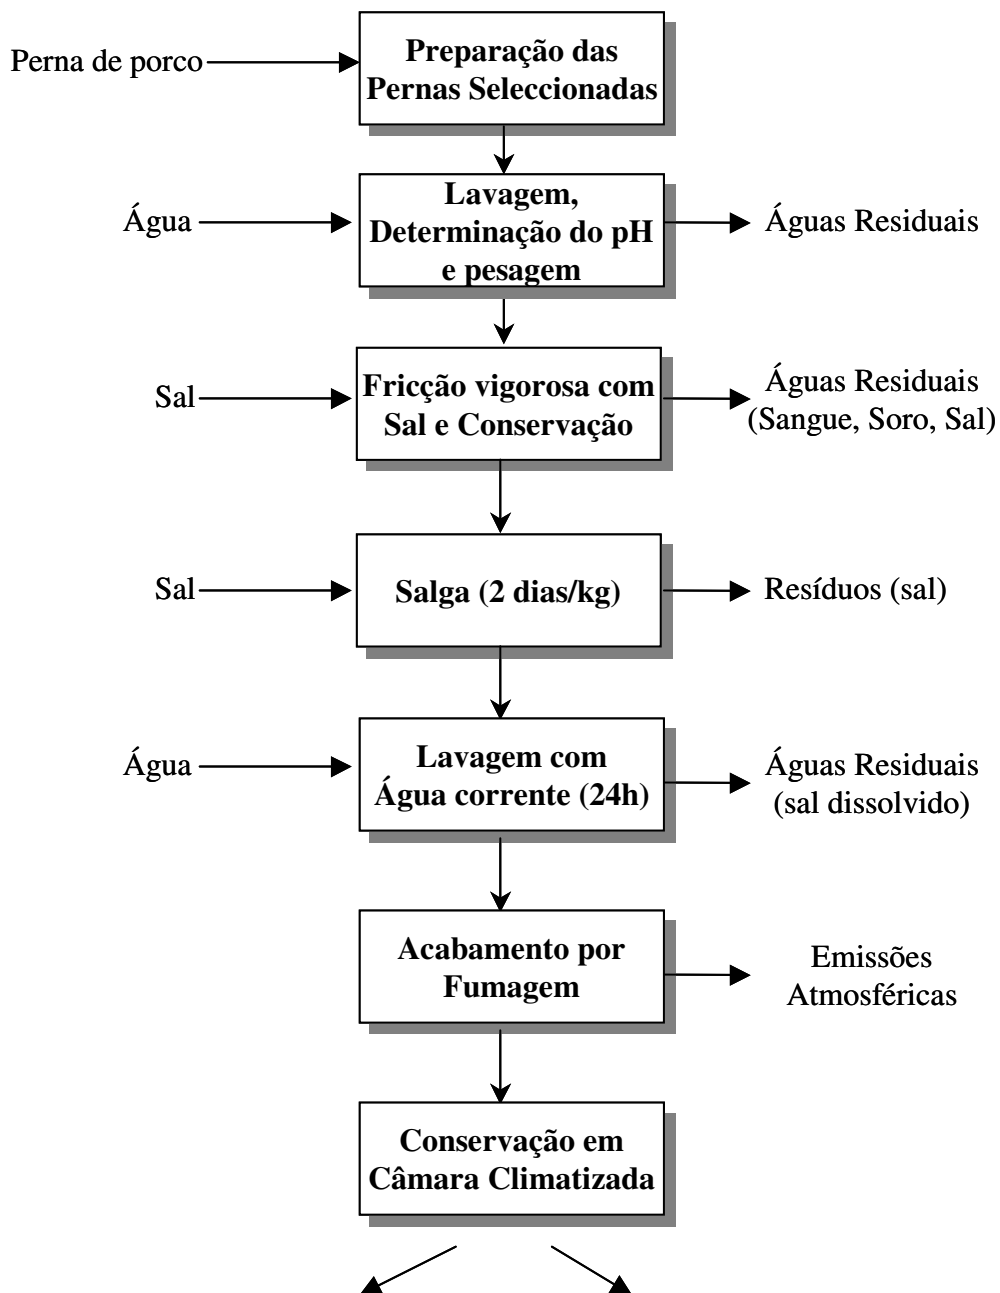 Perna de porco
Preparação das
Pernas Seleccionadas
Água
Lavagem,
Determinação do pH
e pesagem
Águas Residuais
Sal
Fricção vigorosa com
Sal e Conservação
Águas Residuais
(Sangue, Soro, Sal)
Sal
Salga (2 dias/kg)
Resíduos (sal)
Água
Lavagem com
Água corrente (24h)
Águas Residuais
(sal dissolvido)
Acabamento por
Fumagem
Emissões
Atmosféricas
Conservação em
Câmara Climatizada